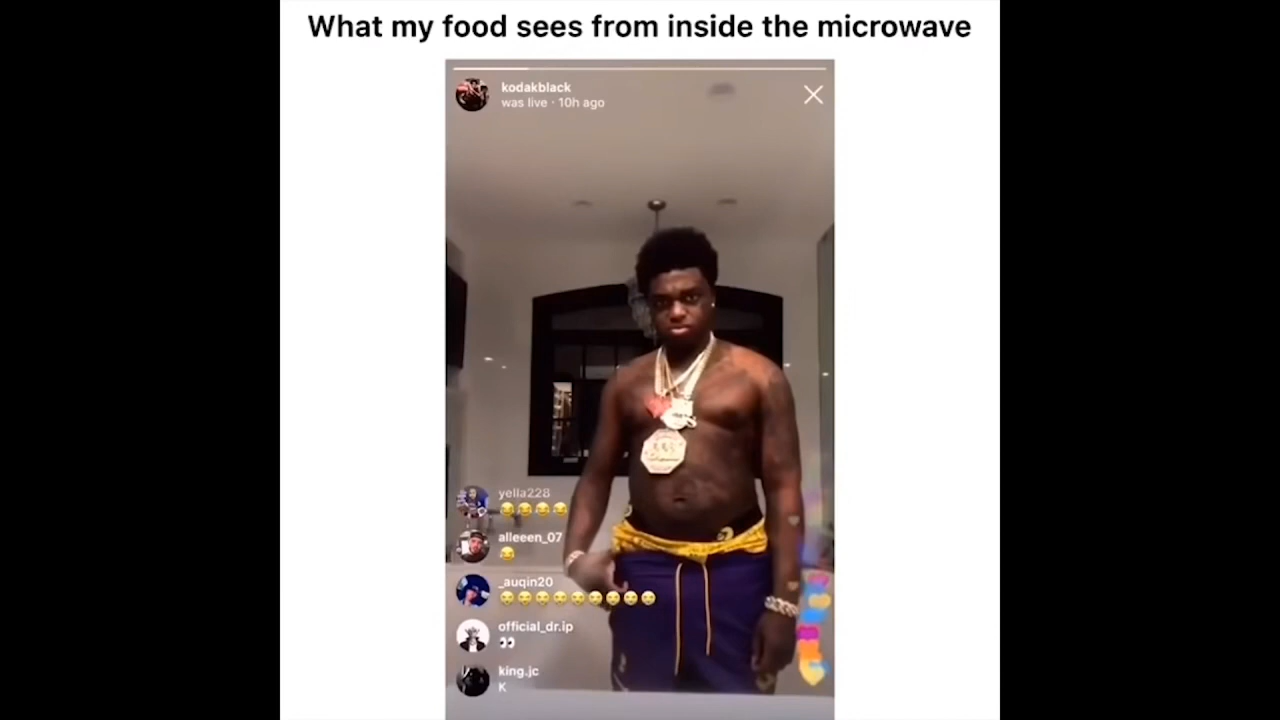 What my food sees from inside the microwave
kodakblack
was live · 10h ago
yella228
😂😂😂😂
alleeen_07
😂
_auqin20
😭😭😭😭😭😭😭😭😭
official_dr.ip
👀
king.jc
K